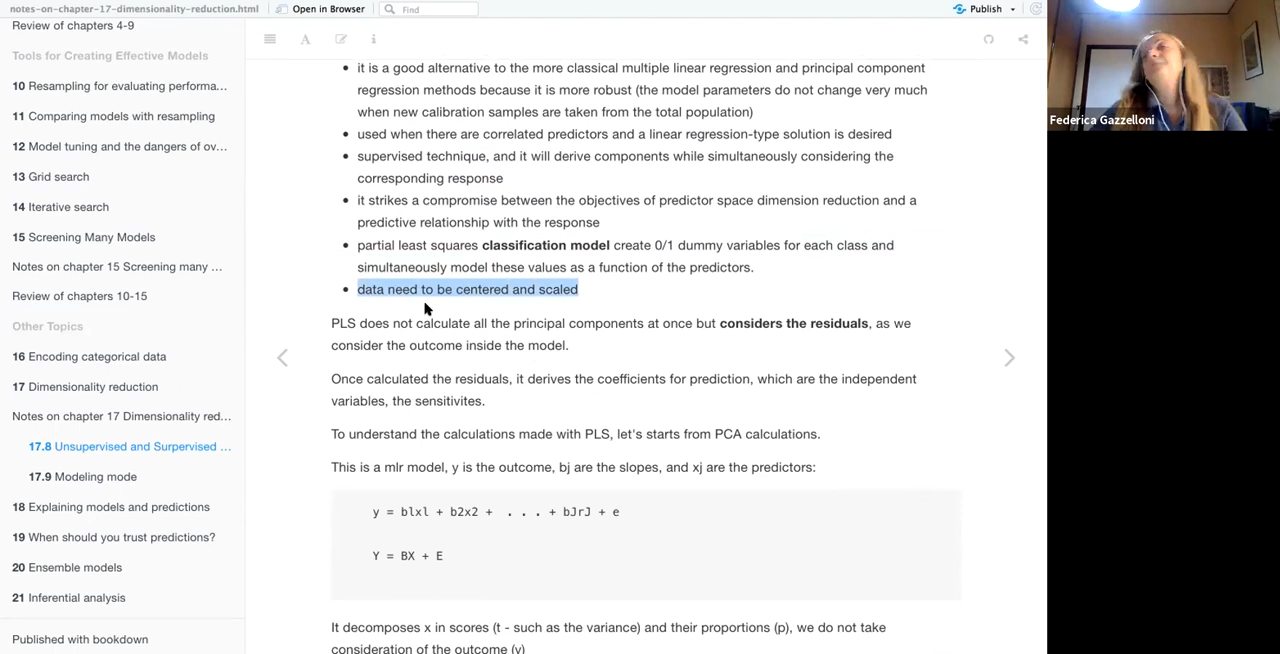 notes-on-chapter-17-dimensionality-reduction.html
Open in Browser
Find
Publish
Review of chapters 4-9
Tools for Creating Effective Models
10 Resampling for evaluating performa…
11 Comparing models with resampling
12 Model tuning and the dangers of ov…
13 Grid search
14 Iterative search
15 Screening Many Models
Notes on chapter 15 Screening many …
Review of chapters 10-15
Other Topics
16 Encoding categorical data
17 Dimensionality reduction
Notes on chapter 17 Dimensionality red…
17.8 Unsupervised and Surpervised …
17.9 Modeling mode
18 Explaining models and predictions
19 When should you trust predictions?
20 Ensemble models
21 Inferential analysis
Published with bookdown
it is a good alternative to the more classical multiple linear regression and principal component
regression methods because it is more robust (the model parameters do not change very much
when new calibration samples are taken from the total population)
used when there are correlated predictors and a linear regression-type solution is desired
supervised technique, and it will derive components while simultaneously considering the
corresponding response
it strikes a compromise between the objectives of predictor space dimension reduction and a
predictive relationship with the response
partial least squares classification model create 0/1 dummy variables for each class and
simultaneously model these values as a function of the predictors.
data need to be centered and scaled
PLS does not calculate all the principal components at once but considers the residuals, as we
consider the outcome inside the model.
Once calculated the residuals, it derives the coefficients for prediction, which are the independent
variables, the sensitivites.
To understand the calculations made with PLS, let's starts from PCA calculations.
This is a mlr model, y is the outcome, bj are the slopes, and xj are the predictors:
y = blxl + b2x2 + . . . + bJrJ + e
Y = BX + E
It decomposes x in scores (t - such as the variance) and their proportions (p), we do not take
consideration of the outcome (y)
Federica Gazzelloni